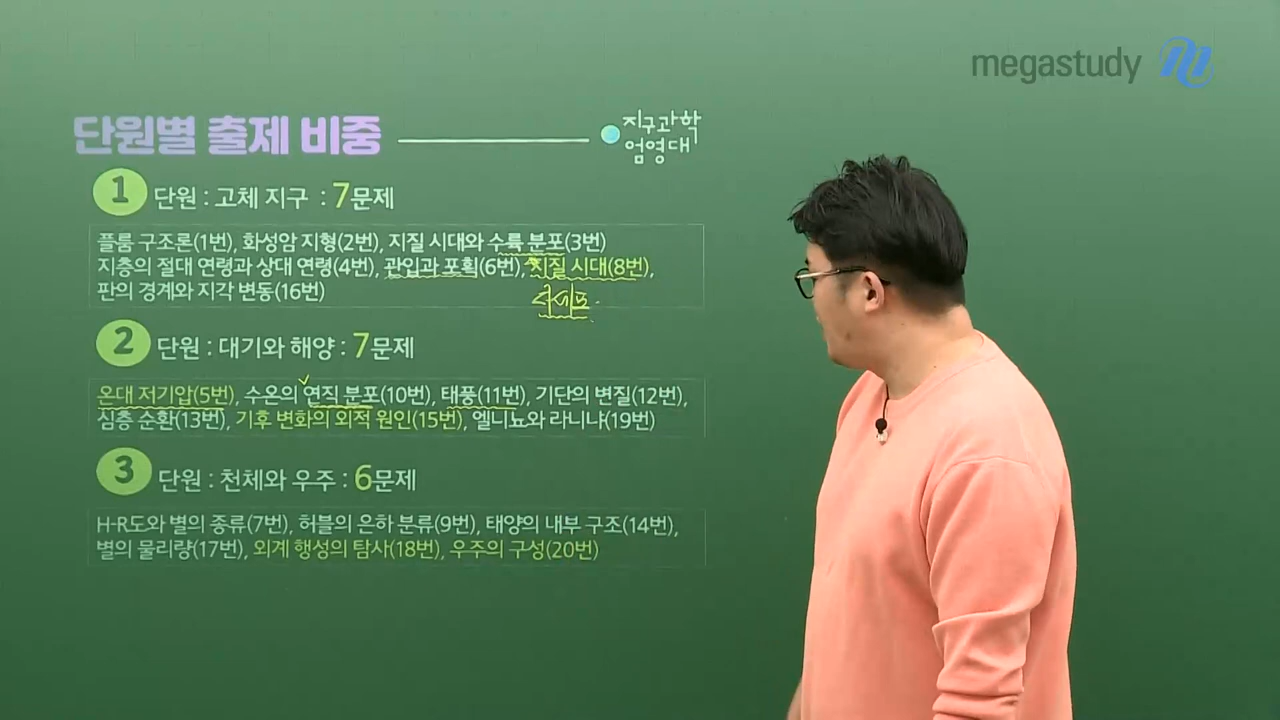 megastudy
단원별 출제 비중
지구과학
엄영대
1 단원 : 고체 지구 : 7문제
플룸 구조론(1번), 화성암 지형(2번), 지질 시대와 수륙 분포(3번)
지층의 절대 연령과 상대 연령(4번), 관입과 포획(6번), 지질 시대(8번),
판의 경계와 지각 변동(16번)
2 단원 : 대기와 해양 : 7문제
온대 저기압(5번), 수온의 연직 분포(10번), 태풍(11번), 기단의 변질(12번),
심층 순환(13번), 기후 변화의 외적 원인(15번), 엘니뇨와 라니냐(19번)
3 단원 : 천체와 우주 : 6문제
H-R도와 별의 종류(7번), 허블의 은하 분류(9번), 태양의 내부 구조(14번),
별의 물리량(17번), 외계 행성의 탐사(18번), 우주의 구성(20번)